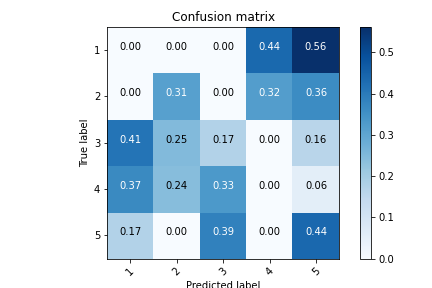 Confusion matrix
1 0.00 0.00 0.00 0.44 0.56
2 0.00 0.31 0.00 0.32 0.36
3 0.41 0.25 0.17 0.00 0.16
4 0.37 0.24 0.33 0.00 0.06
5 0.17 0.00 0.39 0.00 0.44
1 2 3 4 5
Predicted label
True label
0.5
0.4
0.3
0.2
0.1
0.0